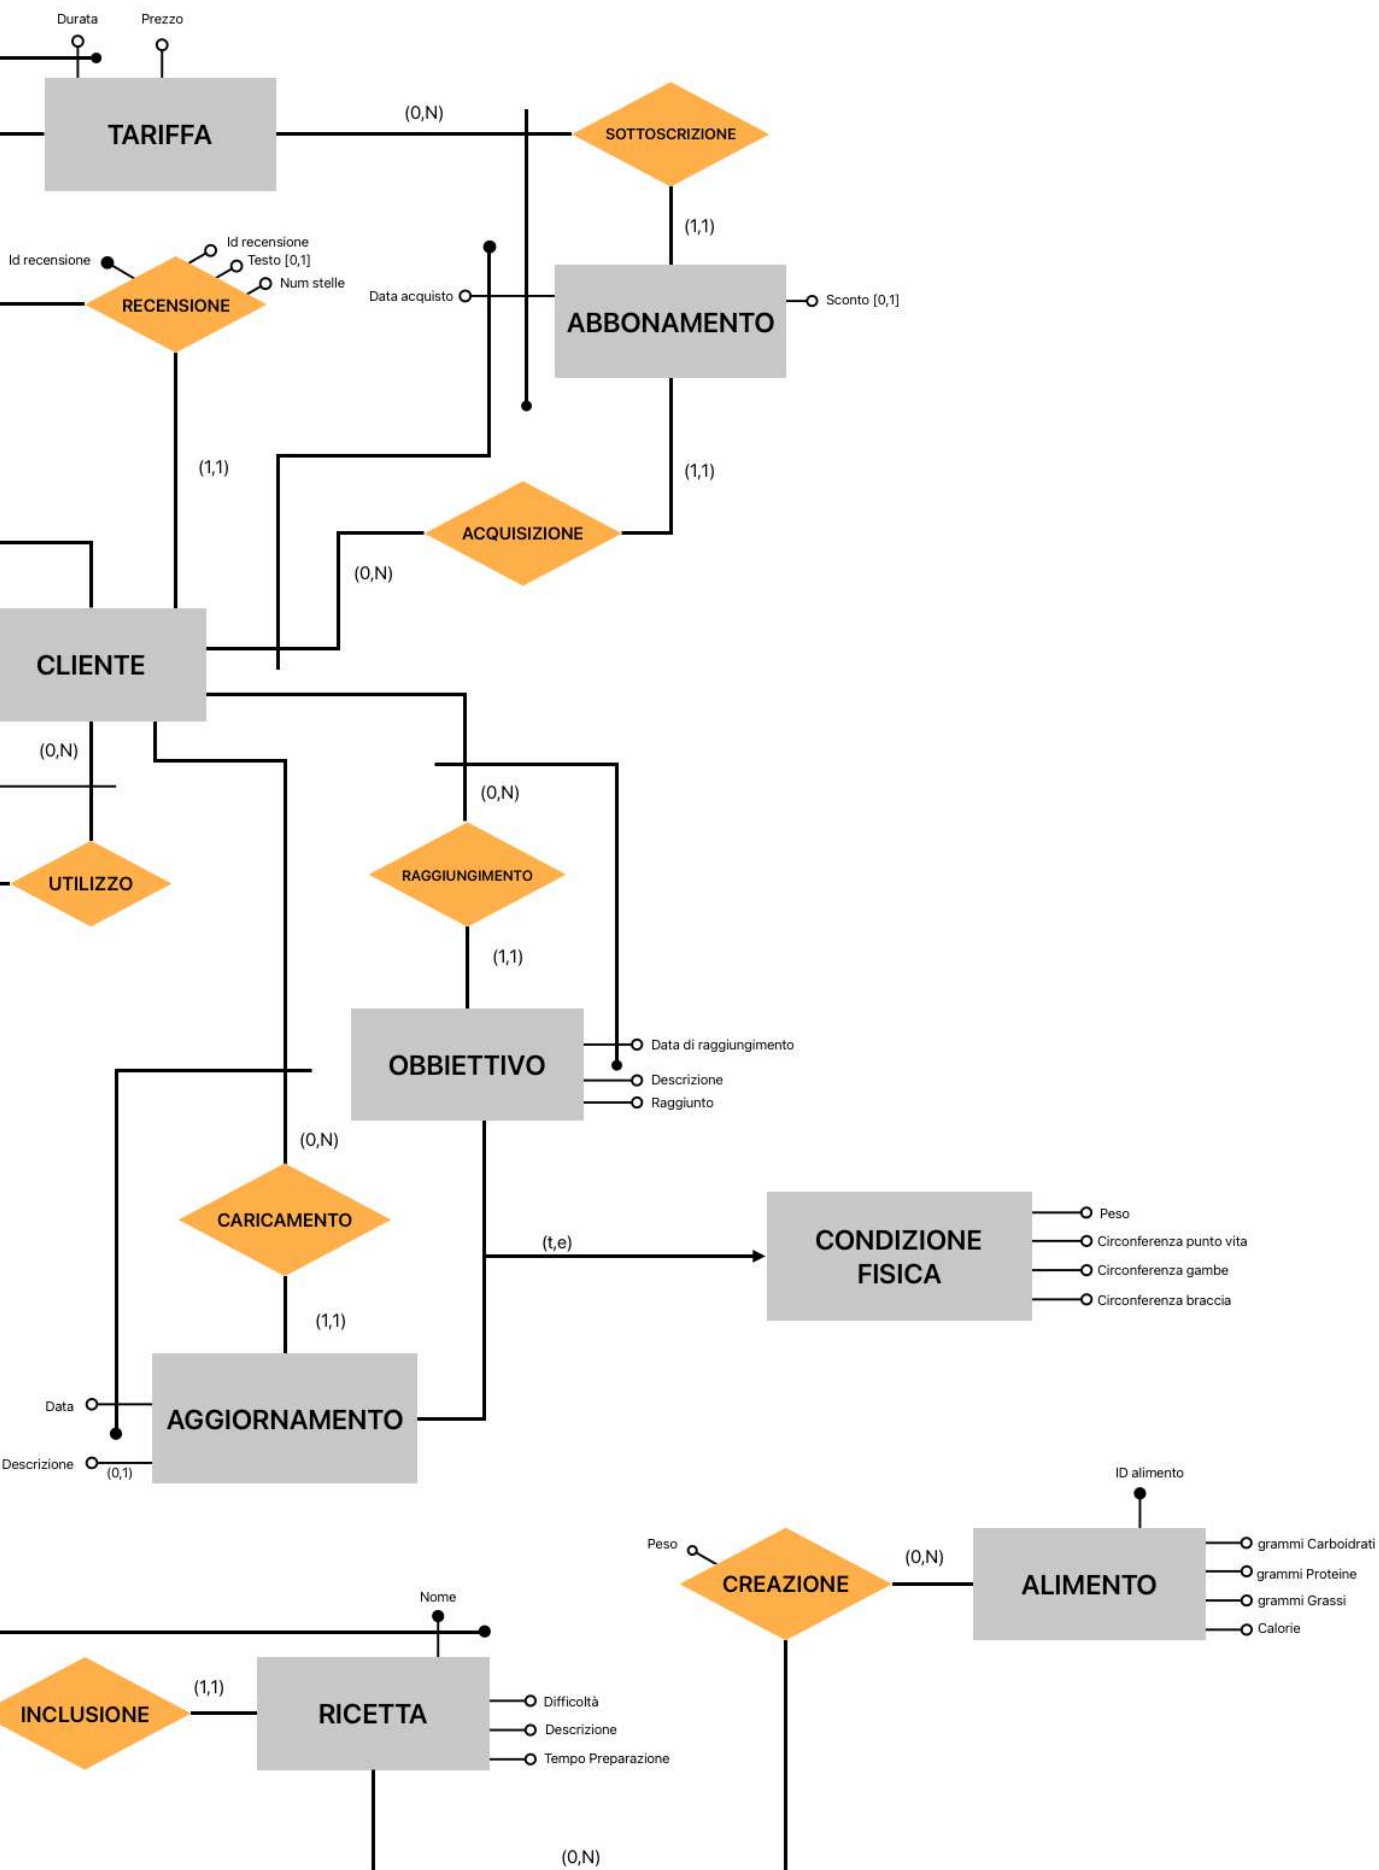 Durata
Prezzo
TARIFFA
(0,N)
SOTTOSCRIZIONE
(1,1)
Id recensione
Id recensione
Testo [0,1]
Num stelle
RECENSIONE
Data acquisto
ABBONAMENTO
Sconto [0,1]
(1,1)
(1,1)
ACQUISIZIONE
(0,N)
CLIENTE
(0,N)
(0,N)
UTILIZZO
RAGGIUNGIMENTO
(1,1)
OBBIETTIVO
Data di raggiungimento
Descrizione
Raggiunto
(0,N)
CARICAMENTO
(t,e)
CONDIZIONE
FISICA
Peso
Circonferenza punto vita
Circonferenza gambe
Circonferenza braccia
(1,1)
Data
AGGIORNAMENTO
Descrizione
(0,1)
ID alimento
Peso
CREAZIONE
(0,N)
ALIMENTO
grammi Carboidrati
grammi Proteine
grammi Grassi
Calorie
Nome
INCLUSIONE
(1,1)
RICETTA
Difficoltà
Descrizione
Tempo Preparazione
(0,N)